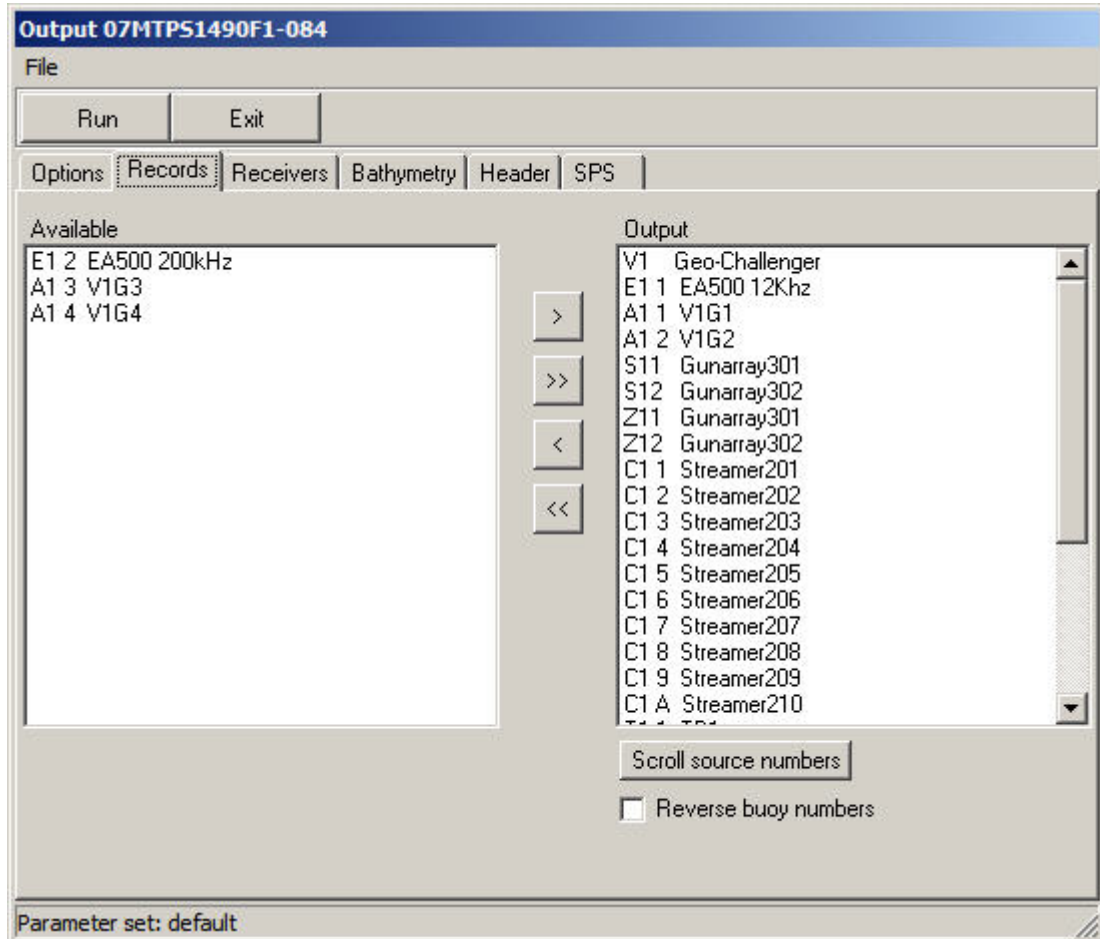 Output 07MTPS1490F1-084
File
Run Exit
Options Records Receivers Bathymetry Header SPS
Available
E1 2 EA500 200kHz
A1 3 V1G3
A1 4 V1G4
>
>>
<
<<
Output
V1 Geo-Challenger
E1 1 EA500 12Khz
A1 1 V1G1
A1 2 V1G2
S11 Gunarray301
S12 Gunarray302
Z11 Gunarray301
Z12 Gunarray302
C1 1 Streamer201
C1 2 Streamer202
C1 3 Streamer203
C1 4 Streamer204
C1 5 Streamer205
C1 6 Streamer206
C1 7 Streamer207
C1 8 Streamer208
C1 9 Streamer209
C1 A Streamer210
Scroll source numbers
Reverse buoy numbers
Parameter set: default